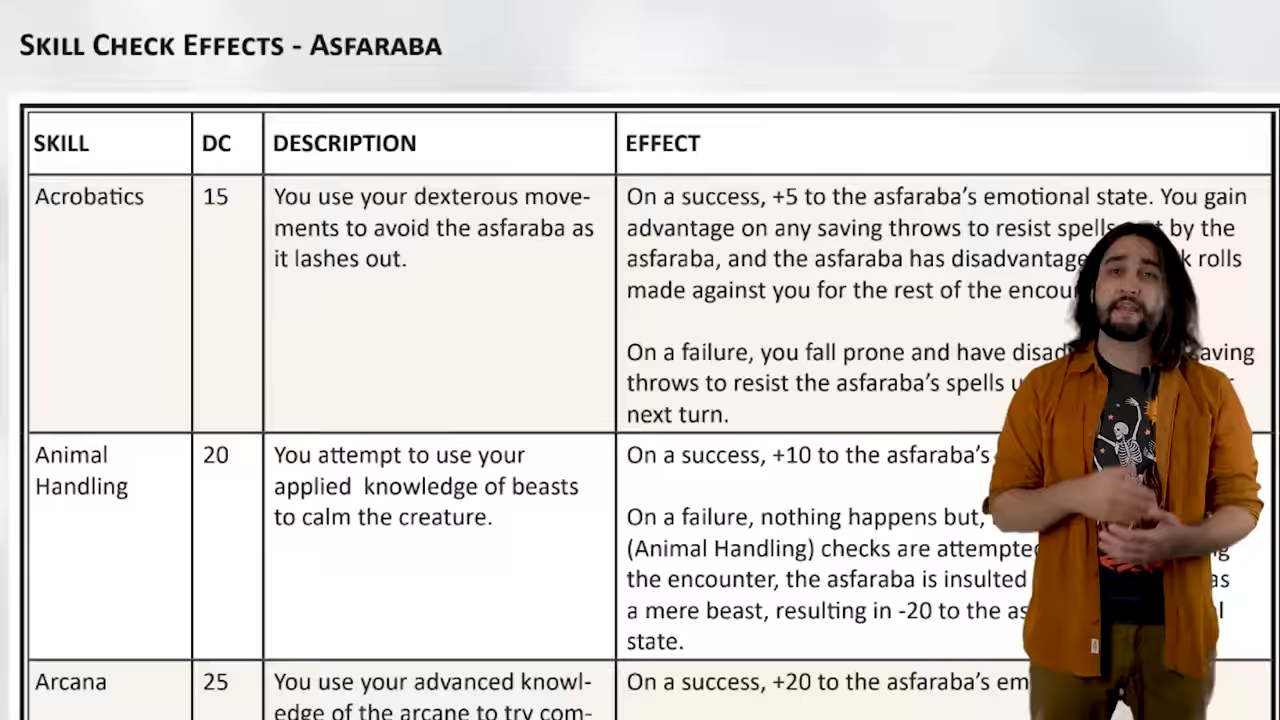 SKILL CHECK EFFECTS - ASFARABA
SKILL DC DESCRIPTION EFFECT
Acrobatics 15 You use your dexterous move-
ments to avoid the asfaraba as
it lashes out.
On a success, +5 to the asfaraba's emotional state. You gain
advantage on any saving throws to resist spells by the
asfaraba, and the asfaraba has disadvantage rolls
made against you for the rest of the
On a failure, you fall prone and have
throws to resist the asfaraba's spells
next turn.
Animal
Handling
20 You attempt to use your
applied knowledge of beasts
to calm the creature.
On a success, +10 to the asfaraba's
On a failure, nothing happens but,
(Animal Handling) checks are
the encounter, the asfaraba is insulted as
a mere beast, resulting in -20 to the
state.
Arcana 25 You use your advanced knowl-
edge of the arcane to try com-
On a success, +20 to the asfaraba's